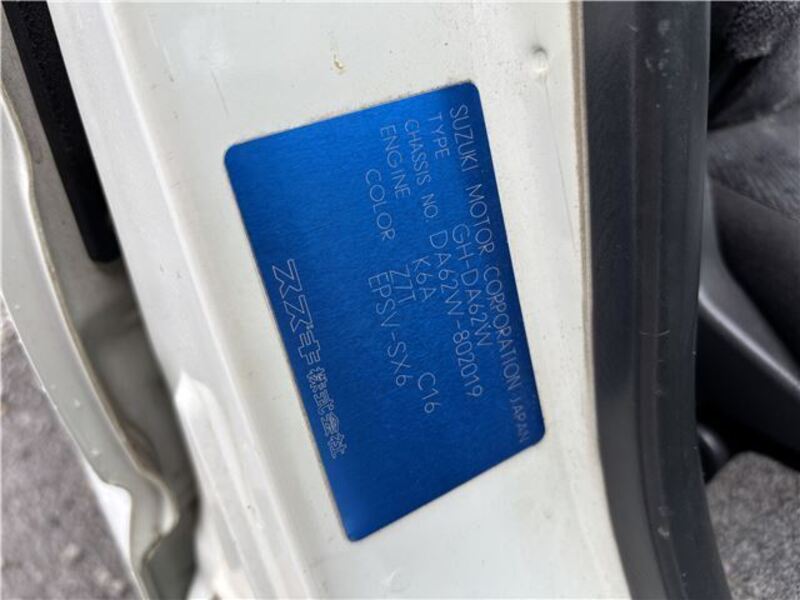 SUZUKI MOTOR CORPORATION JAPAN
TYPE GH-DA62W
CHASSIS NO. DA62W-802019
ENGINE K6A
COLOR Z7T C16
EPSV-SX6
スズキ株式会社